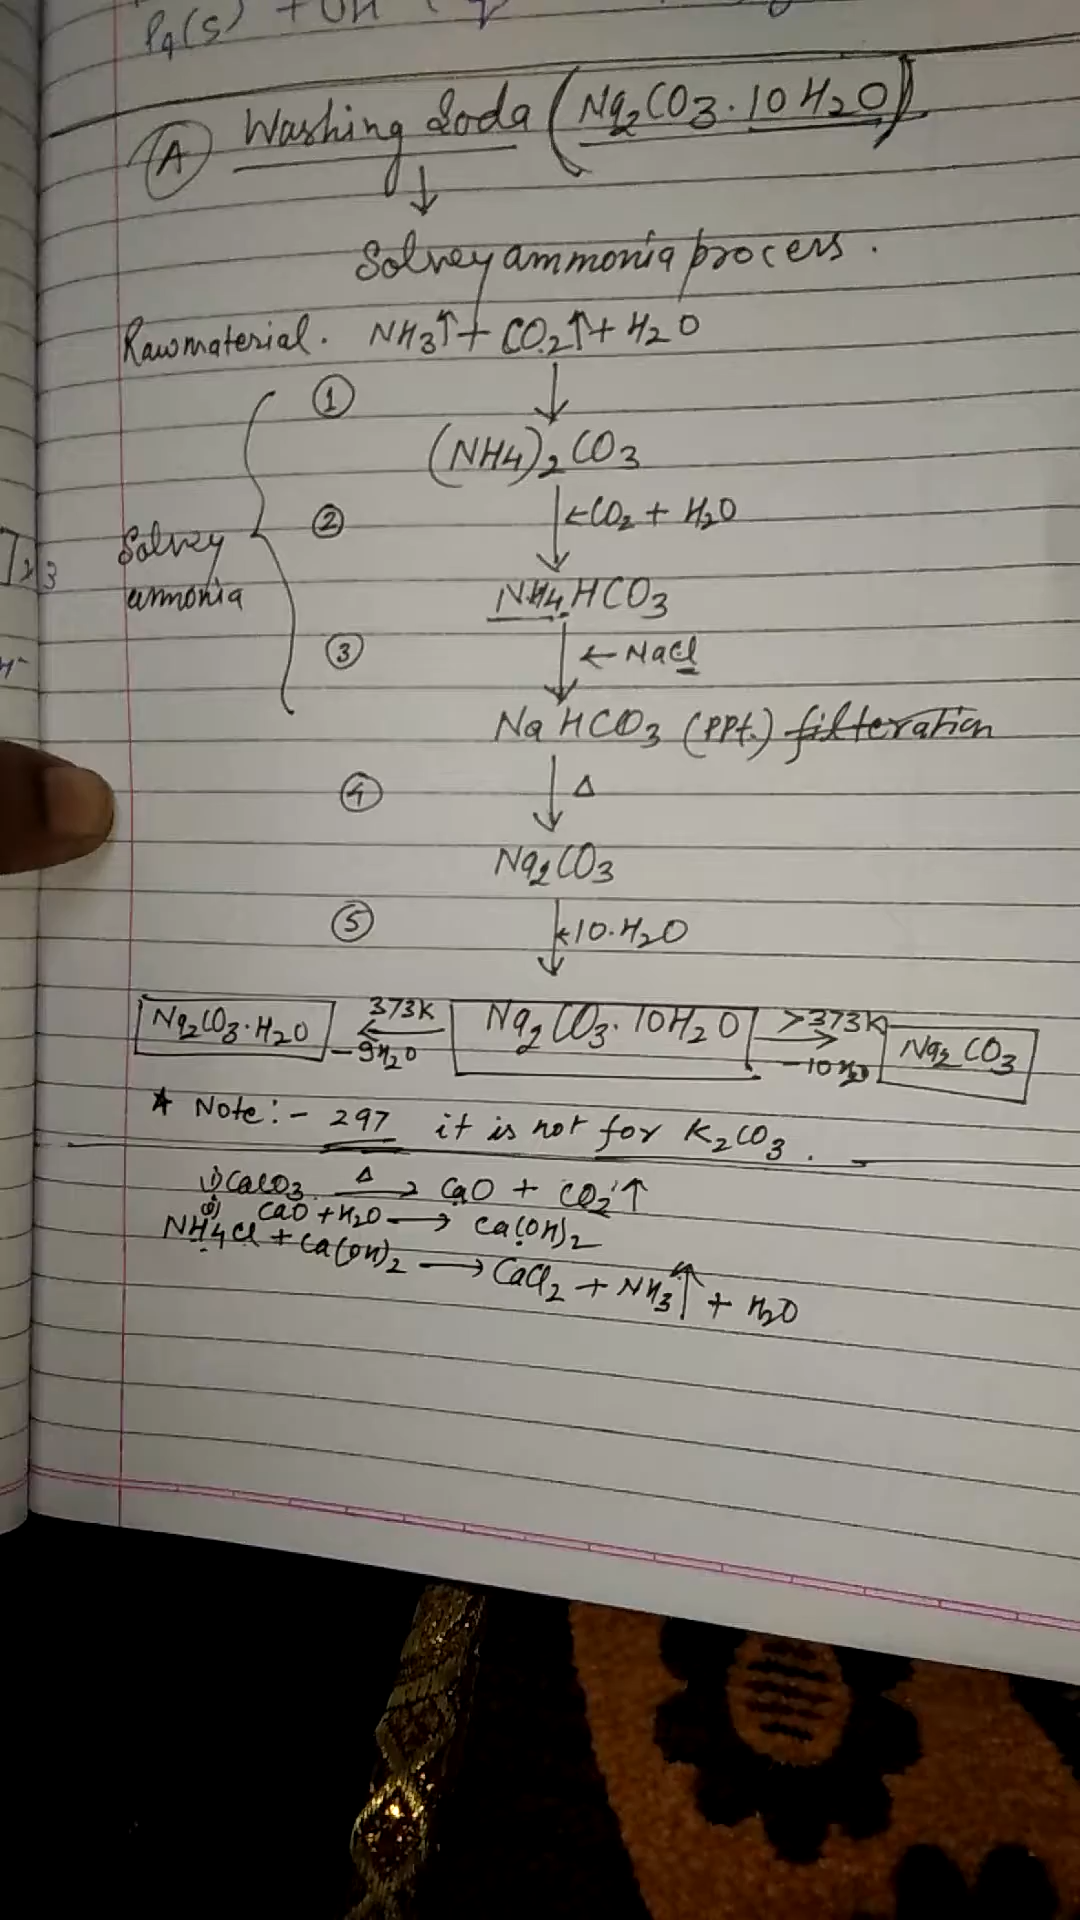 P4(s) + OH
(A) Washing Soda (Na2CO3.10H2O)
↓
Solvey ammonia process.
Rawmaterial. NH3↑ + CO2↑ + H2O
① ↓
(NH4)2CO3
② ↓ ←CO2 + H2O
Solvey ammonia
NH4HCO3
③ ↓ ← NaCl
NaHCO3 (PPt.) filteration
④ ↓ Δ
Na2CO3
⑤ ↓ ←10.H2O
Na2CO3.H2O ← 373K -9H2O Na2CO3.10H2O >373K → -10H2O Na2CO3
* Note:- 297 it is not for K2CO3.
i) CaCO3 Δ→ CaO + CO2↑
ii) CaO + H2O → Ca(OH)2
NH4Cl + Ca(OH)2 → CaCl2 + NH3↑ + H2O